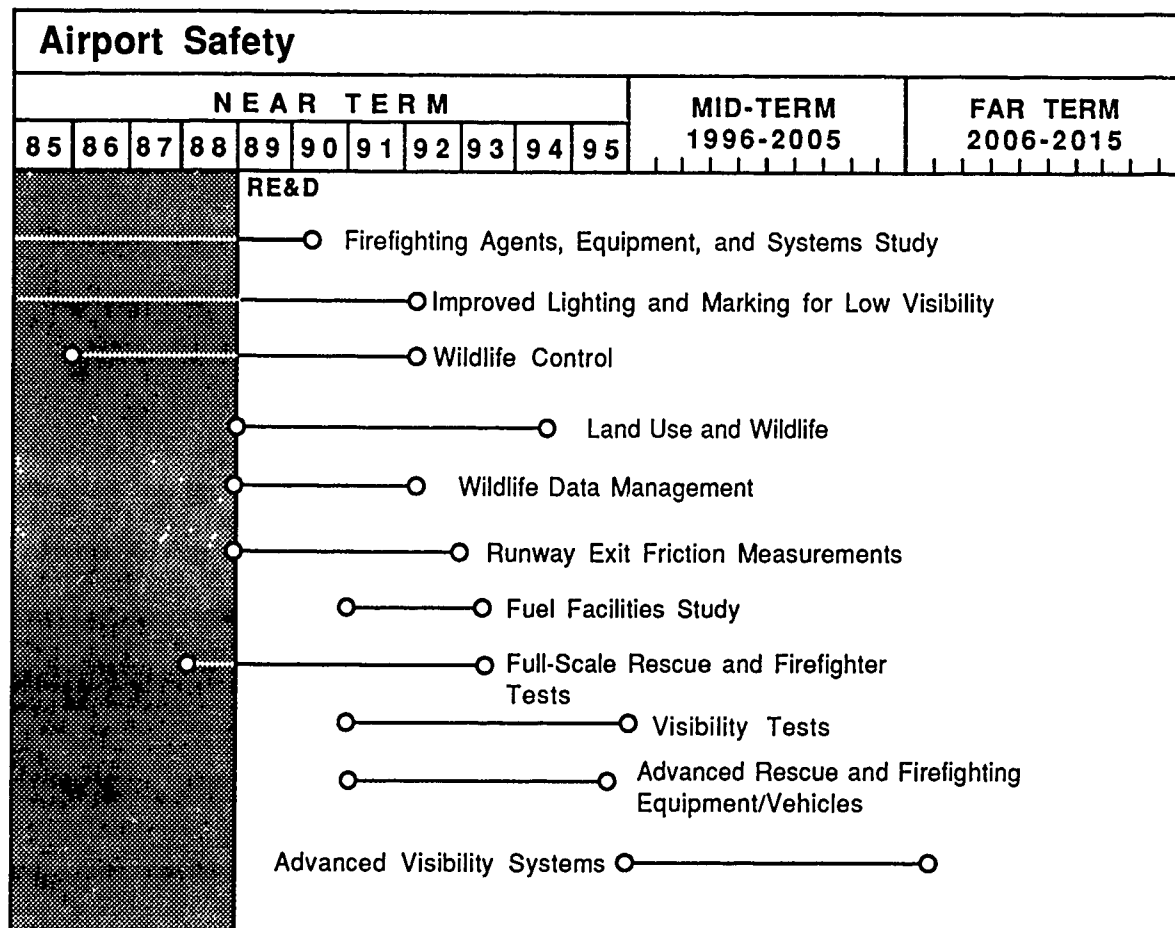 Airport Safety
NEAR TERM
MID-TERM
1996-2005
FAR TERM
2006-2015
85 86 87 88 89 90 91 92 93 94 95
RE&D
Firefighting Agents, Equipment, and Systems Study
Improved Lighting and Marking for Low Visibility
Wildlife Control
Land Use and Wildlife
Wildlife Data Management
Runway Exit Friction Measurements
Fuel Facilities Study
Full-Scale Rescue and Firefighter
Tests
Visibility Tests
Advanced Rescue and Firefighting
Equipment/Vehicles
Advanced Visibility Systems